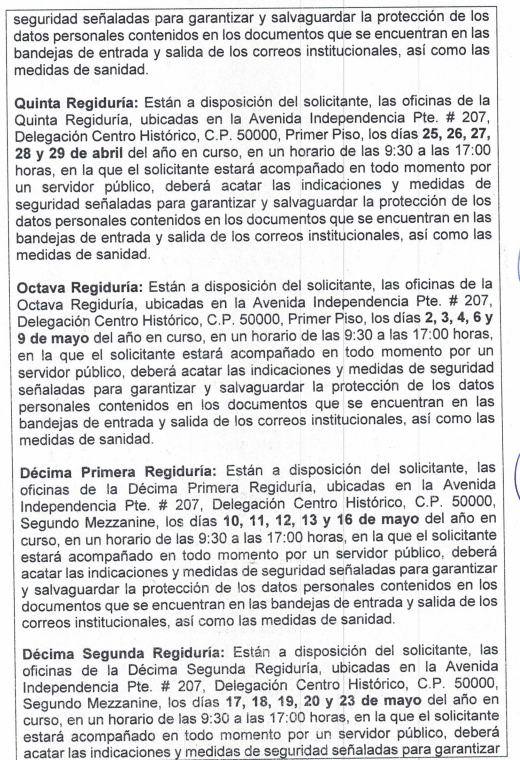 seguridad señaladas para garantizar y salvaguardar la protección de los
datos personales contenidos en los documentos que se encuentran en las
bandejas de entrada y salida de los correos institucionales, así como las
medidas de sanidad.
Quinta Regiduría: Están a disposición del solicitante, las oficinas de la
Quinta Regiduría, ubicadas en la Avenida Independencia Pte. # 207,
Delegación Centro Histórico, C.P. 50000, Primer Piso, los días 25, 26, 27,
28 y 29 de abril del año en curso, en un horario de las 9:30 a las 17:00
horas, en la que el solicitante estará acompañado en todo momento por
un servidor público, deberá acatar las indicaciones y medidas de
seguridad señaladas para garantizar y salvaguardar la protección de los
datos personales contenidos en los documentos que se encuentran en las
bandejas de entrada y salida de los correos institucionales, así como las
medidas de sanidad.
Octava Regiduría: Están a disposición del solicitante, las oficinas de la
Octava Regiduría, ubicadas en la Avenida Independencia Pte. # 207,
Delegación Centro Histórico, C.P. 50000, Primer Piso, los días 2, 3, 4, 6 y
9 de mayo del año en curso, en un horario de las 9:30 a las 17:00 horas,
en la que el solicitante estará acompañado en todo momento por un
servidor público, deberá acatar las indicaciones y medidas de seguridad
señaladas para garantizar y salvaguardar la protección de los datos
personales contenidos en los documentos que se encuentran en las
bandejas de entrada y salida de los correos institucionales, así como las
medidas de sanidad.
Décima Primera Regiduría: Están a disposición del solicitante, las
oficinas de la Décima Primera Regiduría, ubicadas en la Avenida
Independencia Pte. # 207, Delegación Centro Histórico, C.P. 50000,
Segundo Mezzanine, los días 10, 11, 12, 13 y 16 de mayo del año en
curso, en un horario de las 9:30 a las 17:00 horas, en la que el solicitante
estará acompañado en todo momento por un servidor público, deberá
acatar las indicaciones y medidas de seguridad señaladas para garantizar
y salvaguardar la protección de los datos personales contenidos en los
documentos que se encuentran en las bandejas de entrada y salida de los
correos institucionales, así como las medidas de sanidad.
Décima Segunda Regiduría: Están a disposición del solicitante, las
oficinas de la Décima Segunda Regiduría, ubicadas en la Avenida
Independencia Pte. # 207, Delegación Centro Histórico, C.P. 50000,
Segundo Mezzanine, los días 17, 18, 19, 20 y 23 de mayo del año en
curso, en un horario de las 9:30 a las 17:00 horas, en la que el solicitante
estará acompañado en todo momento por un servidor público, deberá
acatar las indicaciones y medidas de seguridad señaladas para garantizar